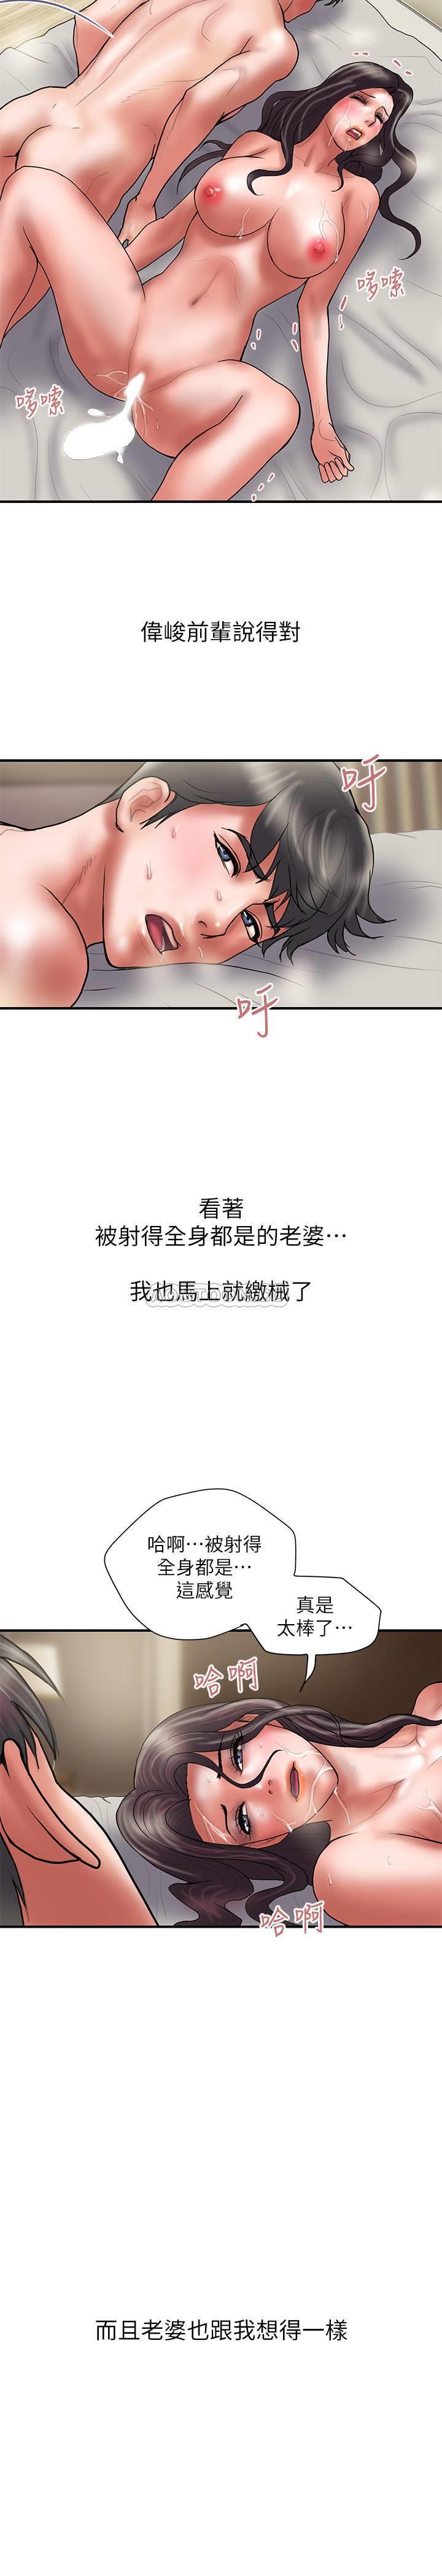 哆嗦
哆嗦
偉峻前輩說得對
吁
吁
看著
被射得全身都是的老婆…
我也馬上就繳械了
哈啊…被射得
全身都是…
這感覺
真是
太棒了…
哈啊
哈啊
而且老婆也跟我想得一樣